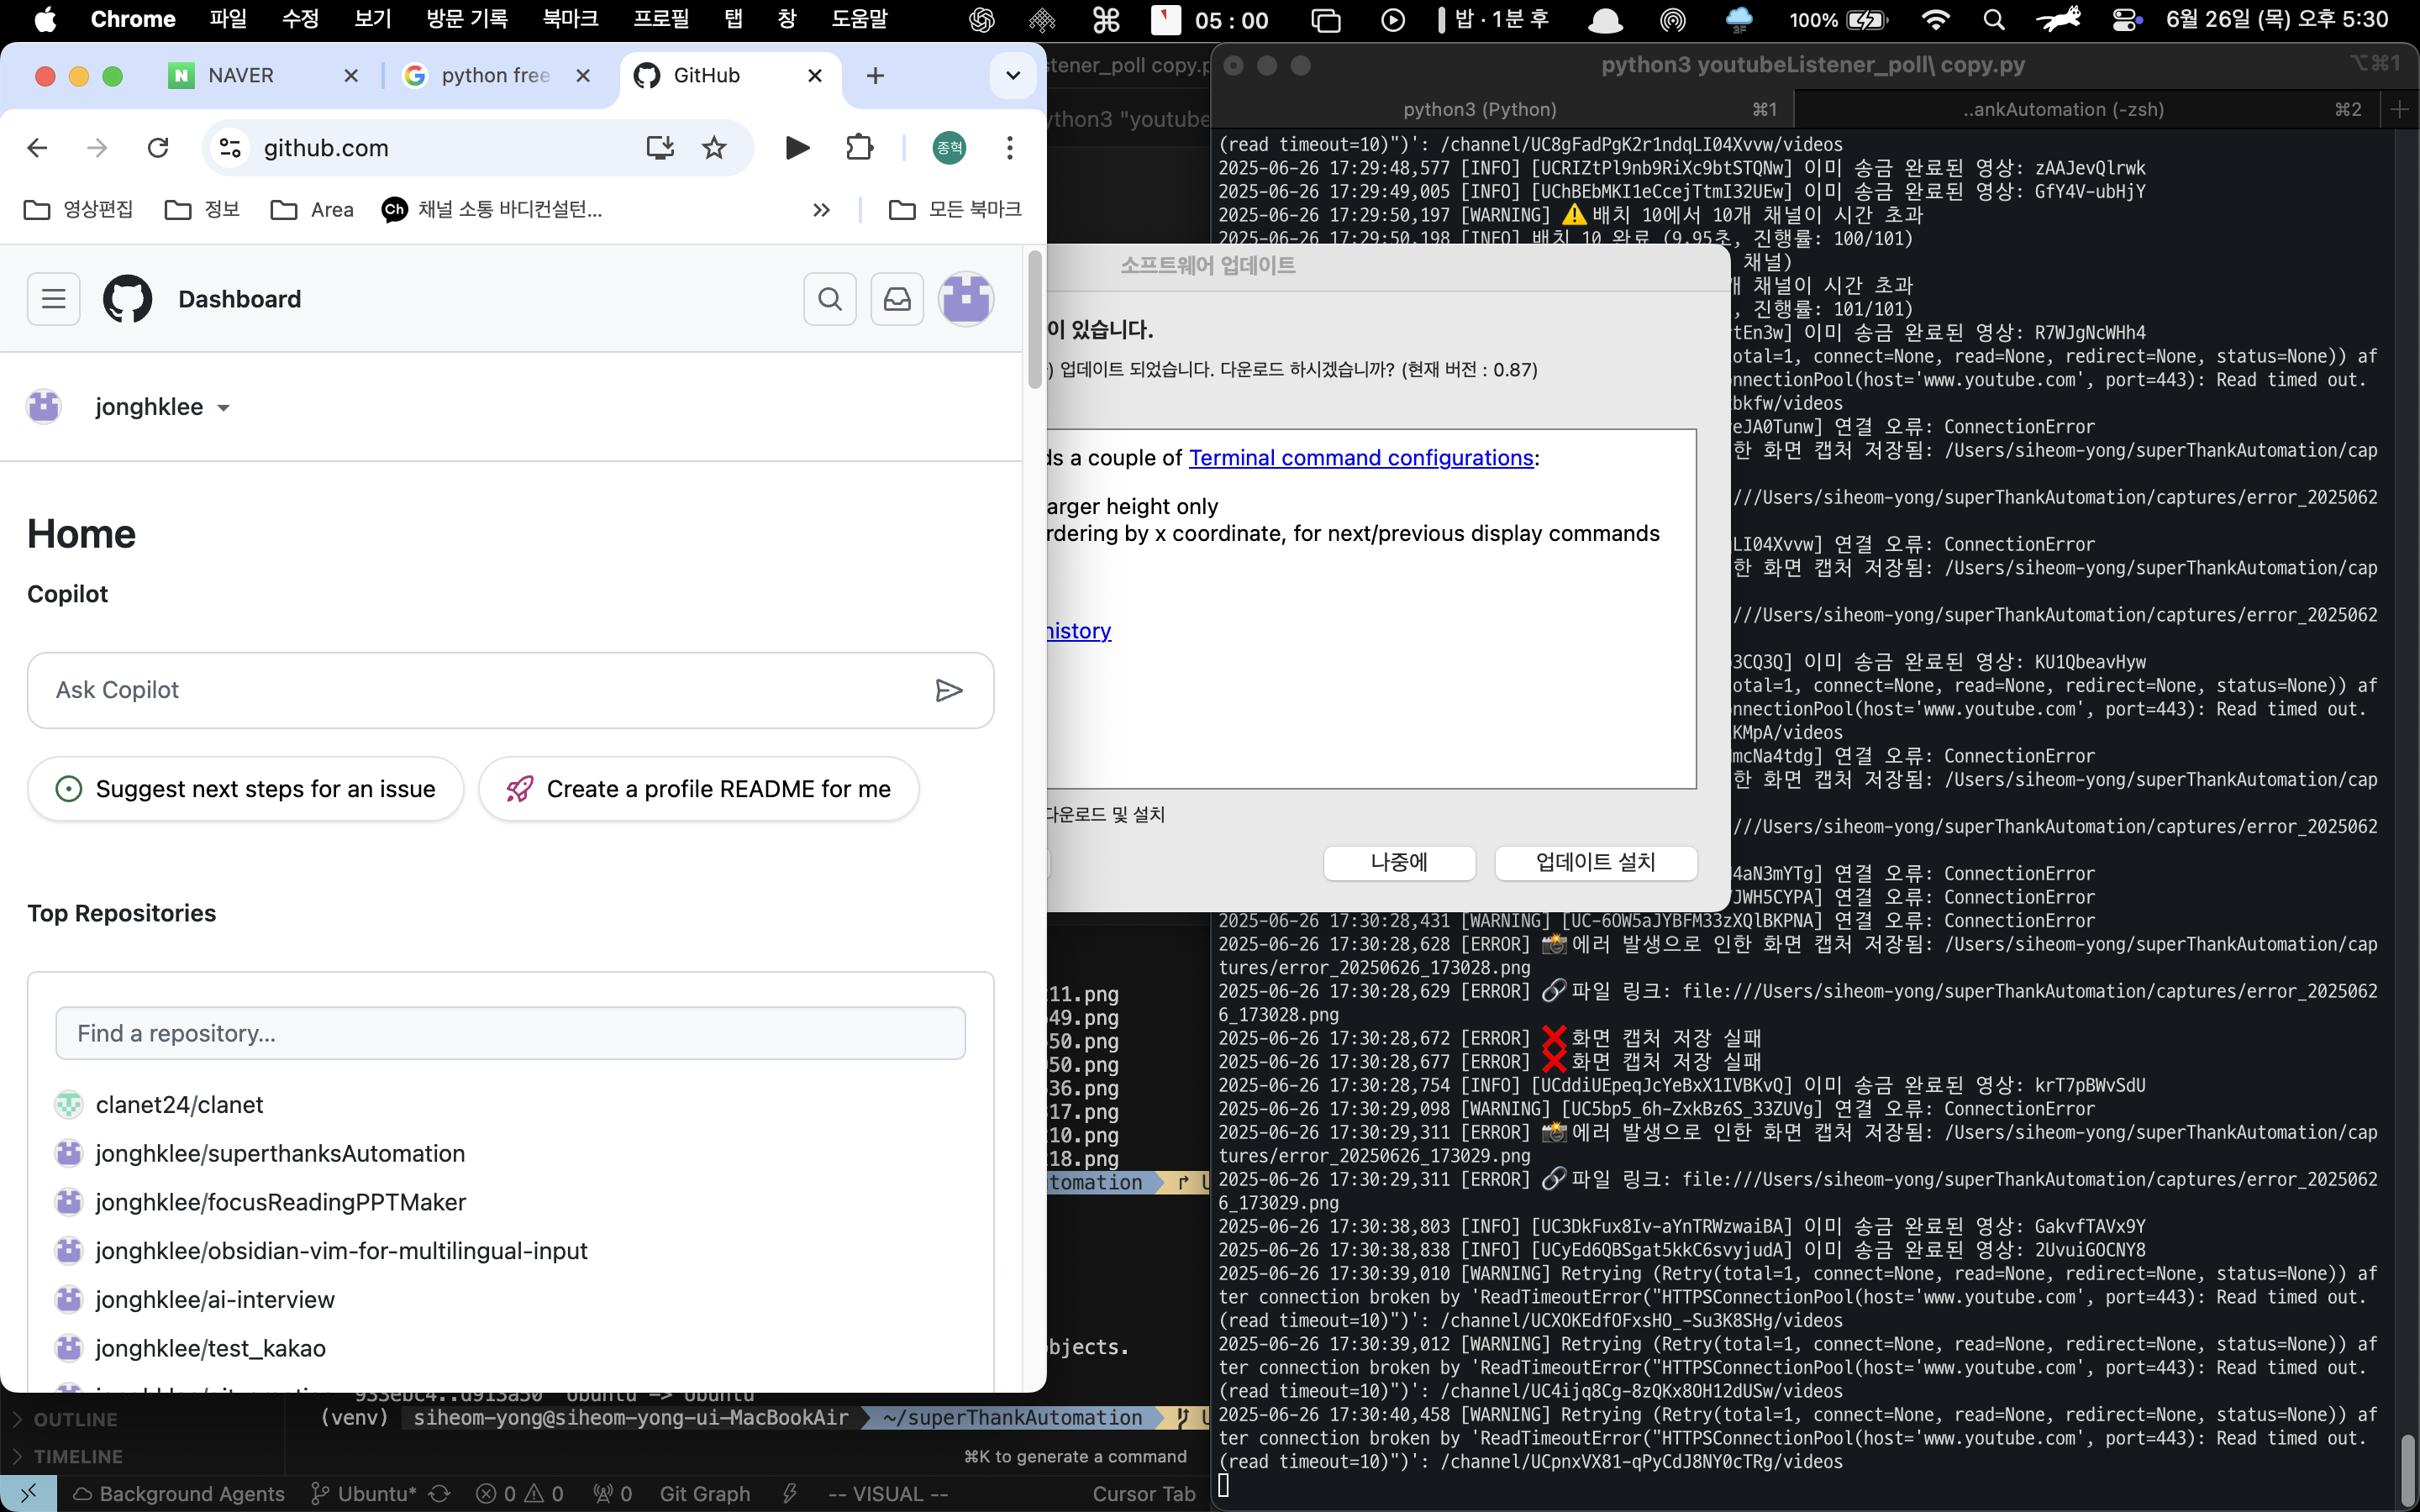 Chrome 파일 수정 보기 방문 기록 북마크 프로필 탭 창 도움말 05 : 00 밥 · 1분 후 100% 6월 26일 (목) 오후 5:30
NAVER
python free
GitHub
github.com
종혁
영상편집 정보 Area 채널 소통 바디컨설턴... 모든 북마크
Dashboard
jonghklee
Home
Copilot
Ask Copilot
Suggest next steps for an issue
Create a profile README for me
Top Repositories
Find a repository...
clanet24/clanet
jonghklee/superthanksAutomation
jonghklee/focusReadingPPTMaker
jonghklee/obsidian-vim-for-multilingual-input
jonghklee/ai-interview
jonghklee/test_kakao
stener_poll copy.p
thon3 "youtube
소프트웨어 업데이트
이 있습니다.
) 업데이트 되었습니다. 다운로드 하시겠습니까? (현재 버전 : 0.87)
ds a couple of Terminal command configurations:
arger height only
rdering by x coordinate, for next/previous display commands
history
다운로드 및 설치
나중에
업데이트 설치
11.png
49.png
50.png
50.png
36.png
17.png
10.png
18.png
tomation
bjects.
(venv) siheom-yong@siheom-yong-ui-MacBookAir ~/superThankAutomation
⌘K to generate a command
OUTLINE
TIMELINE
Background Agents Ubuntu* 0 0 0 Git Graph -- VISUAL -- Cursor Tab
python3 youtubeListener_poll\ copy.py ⌥⌘1
python3 (Python) ⌘1 ..ankAutomation (-zsh) ⌘2
(read timeout=10)")': /channel/UC8gFadPgK2r1ndqLI04Xvvw/videos
2025-06-26 17:29:48,577 [INFO] [UCRIZtPl9nb9RiXc9btSTQNw] 이미 송금 완료된 영상: zAAJevQlrwk
2025-06-26 17:29:49,005 [INFO] [UChBEbMKI1eCcejTtmI32UEw] 이미 송금 완료된 영상: GfY4V-ubHjY
2025-06-26 17:29:50,197 [WARNING] ⚠️ 배치 10에서 10개 채널이 시간 초과
2025-06-26 17:29:50,198 [INFO] 배치 10 완료 (9.95초, 진행률: 100/101)
채널)
개 채널이 시간 초과
, 진행률: 101/101)
tEn3w] 이미 송금 완료된 영상: R7WJgNcWHh4
total=1, connect=None, read=None, redirect=None, status=None)) af
nnectionPool(host='www.youtube.com', port=443): Read timed out.
bkfw/videos
eJA0Tunw] 연결 오류: ConnectionError
한 화면 캡처 저장됨: /Users/siheom-yong/superThankAutomation/cap
///Users/siheom-yong/superThankAutomation/captures/error_2025062
LI04Xvvw] 연결 오류: ConnectionError
한 화면 캡처 저장됨: /Users/siheom-yong/superThankAutomation/cap
///Users/siheom-yong/superThankAutomation/captures/error_2025062
3CQ3Q] 이미 송금 완료된 영상: KU1QbeavHyw
otal=1, connect=None, read=None, redirect=None, status=None)) af
nnectionPool(host='www.youtube.com', port=443): Read timed out.
KMpA/videos
mcNa4tdg] 연결 오류: ConnectionError
한 화면 캡처 저장됨: /Users/siheom-yong/superThankAutomation/cap
///Users/siheom-yong/superThankAutomation/captures/error_2025062
4aN3mYTg] 연결 오류: ConnectionError
JWH5CYPA] 연결 오류: ConnectionError
2025-06-26 17:30:28,431 [WARNING] [UC-6OW5aJYBFM33zXQlBKPNA] 연결 오류: ConnectionError
2025-06-26 17:30:28,628 [ERROR] 📸 에러 발생으로 인한 화면 캡처 저장됨: /Users/siheom-yong/superThankAutomation/cap
tures/error_20250626_173028.png
2025-06-26 17:30:28,629 [ERROR] 🔗 파일 링크: file:///Users/siheom-yong/superThankAutomation/captures/error_2025062
6_173028.png
2025-06-26 17:30:28,672 [ERROR] ❌ 화면 캡처 저장 실패
2025-06-26 17:30:28,677 [ERROR] ❌ 화면 캡처 저장 실패
2025-06-26 17:30:28,754 [INFO] [UCddiUEpeqJcYeBxX1IVBKvQ] 이미 송금 완료된 영상: krT7pBWvSdU
2025-06-26 17:30:29,098 [WARNING] [UC5bp5_6h-ZxkBz6S_33ZUVg] 연결 오류: ConnectionError
2025-06-26 17:30:29,311 [ERROR] 📸 에러 발생으로 인한 화면 캡처 저장됨: /Users/siheom-yong/superThankAutomation/cap
tures/error_20250626_173029.png
2025-06-26 17:30:29,311 [ERROR] 🔗 파일 링크: file:///Users/siheom-yong/superThankAutomation/captures/error_2025062
6_173029.png
2025-06-26 17:30:38,803 [INFO] [UC3DkFux8Iv-aYnTRWzwaiBA] 이미 송금 완료된 영상: GakvfTAVx9Y
2025-06-26 17:30:38,838 [INFO] [UCyEd6QBSgat5kkC6svyjudA] 이미 송금 완료된 영상: 2UvuiGOCNY8
2025-06-26 17:30:39,010 [WARNING] Retrying (Retry(total=1, connect=None, read=None, redirect=None, status=None)) af
ter connection broken by 'ReadTimeoutError("HTTPSConnectionPool(host='www.youtube.com', port=443): Read timed out.
(read timeout=10)")': /channel/UCXOKEdfOFxsHO_-Su3K8SHg/videos
2025-06-26 17:30:39,012 [WARNING] Retrying (Retry(total=1, connect=None, read=None, redirect=None, status=None)) af
ter connection broken by 'ReadTimeoutError("HTTPSConnectionPool(host='www.youtube.com', port=443): Read timed out.
(read timeout=10)")': /channel/UC4ijq8Cg-8zQKx8OH12dUSw/videos
2025-06-26 17:30:40,458 [WARNING] Retrying (Retry(total=1, connect=None, read=None, redirect=None, status=None)) af
ter connection broken by 'ReadTimeoutError("HTTPSConnectionPool(host='www.youtube.com', port=443): Read timed out.
(read timeout=10)")': /channel/UCpnxVX81-qPyCdJ8NY0cTRg/videos